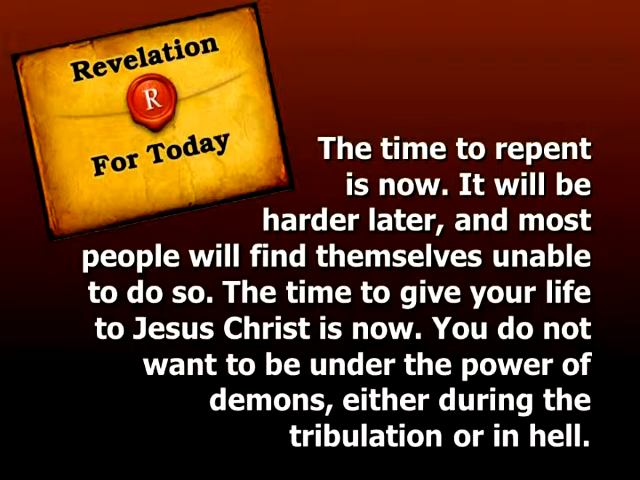 Revelation
R
For Today
The time to repent
is now. It will be
harder later, and most
people will find themselves unable
to do so. The time to give your life
to Jesus Christ is now. You do not
want to be under the power of
demons, either during the
tribulation or in hell.